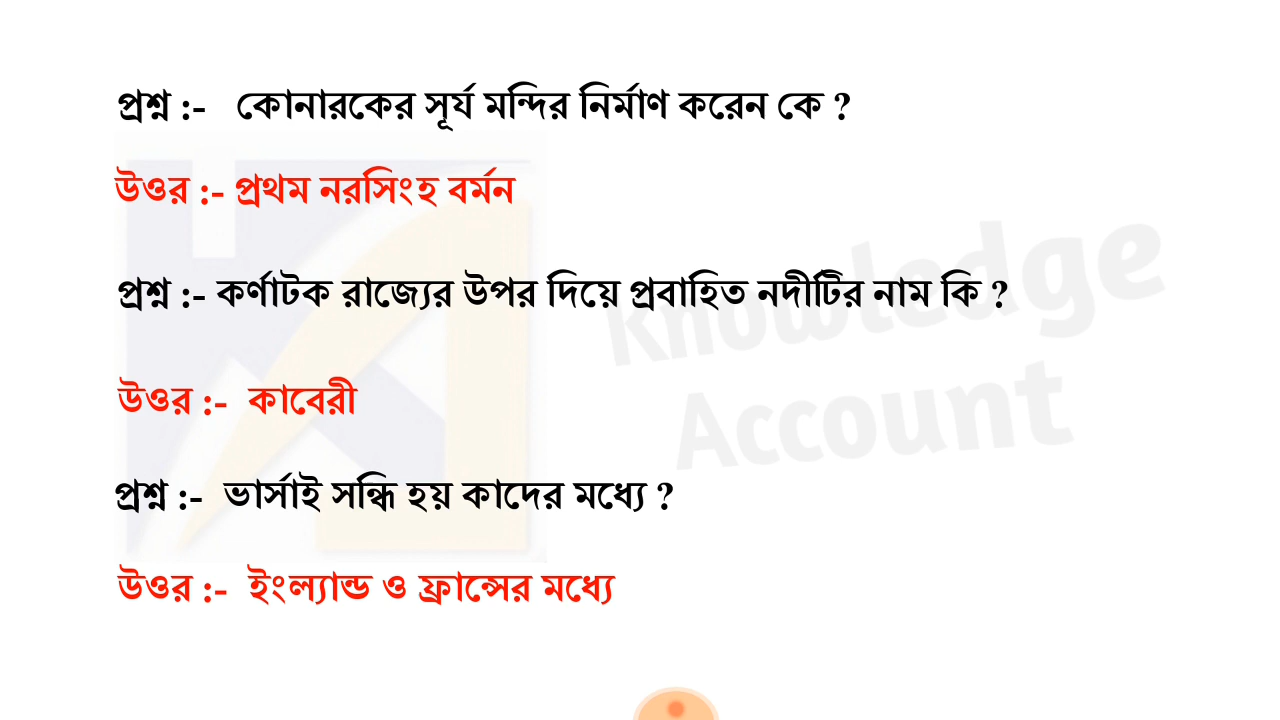 প্রশ্ন :- কোনারকের সূর্য মন্দির নির্মাণ করেন কে ?
উওর :- প্রথম নরসিংহ বর্মন
প্রশ্ন :- কর্ণাটক রাজ্যের উপর দিয়ে প্রবাহিত নদীটির নাম কি ?
উওর :- কাবেরী
প্রশ্ন :- ভার্সাই সন্ধি হয় কাদের মধ্যে ?
উওর :- ইংল্যান্ড ও ফ্রান্সের মধ্যে
Knowledge
Account